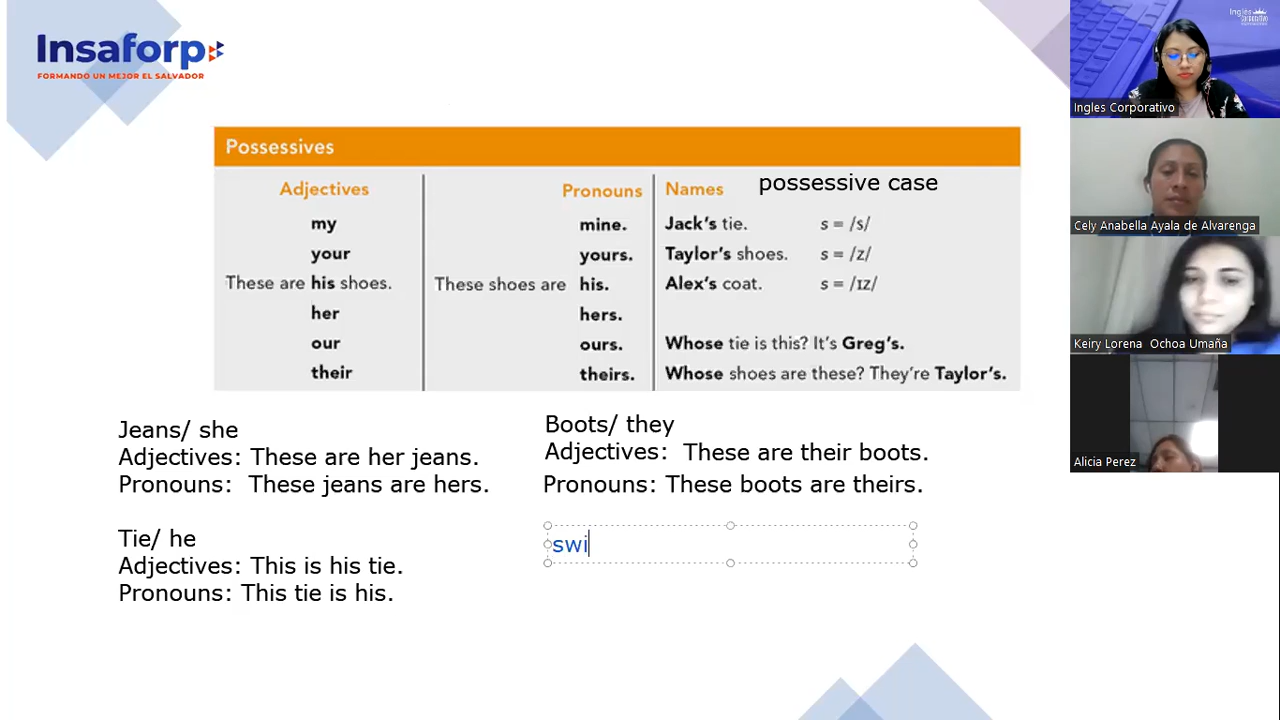 Insaforp
FORMANDO UN MEJOR EL SALVADOR
Possessives
Adjectives
my
your
These are his shoes.
her
our
their
Pronouns
mine.
yours.
These shoes are his.
hers.
ours.
theirs.
Names possessive case
Jack's tie. s = /s/
Taylor's shoes. s = /z/
Alex's coat. s = /ɪz/
Whose tie is this? It's Greg's.
Whose shoes are these? They're Taylor's.
Jeans/ she
Adjectives: These are her jeans.
Pronouns: These jeans are hers.
Tie/ he
Adjectives: This is his tie.
Pronouns: This tie is his.
Boots/ they
Adjectives: These are their boots.
Pronouns: These boots are theirs.
swi
Ingles Corporativo
Cely Anabella Ayala de Alvarenga
Keiry Lorena Ochoa Umaña
Alicia Perez